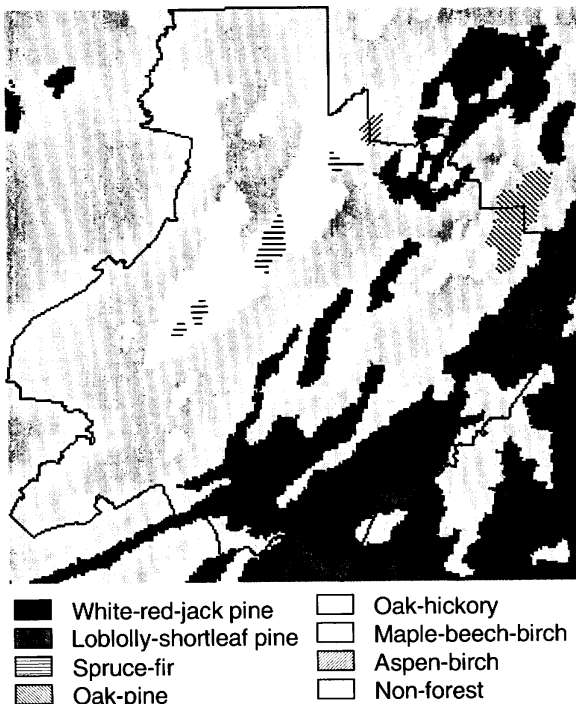 White-red-jack pine
Loblolly-shortleaf pine
Spruce-fir
Oak-pine
Oak-hickory
Maple-beech-birch
Aspen-birch
Non-forest